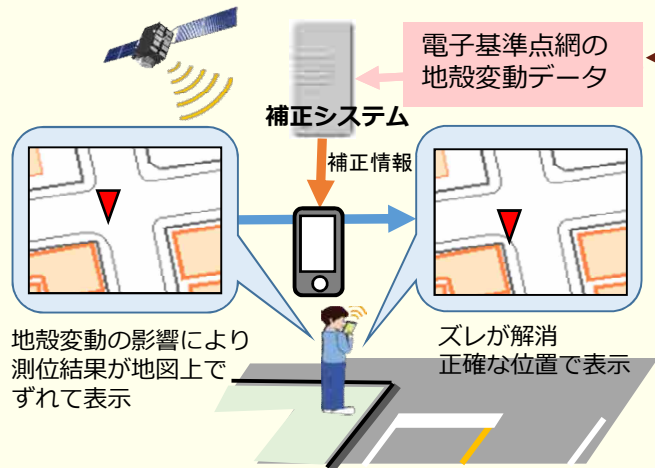 電子基準点網の
地殻変動データ
補正システム
補正情報
地殻変動の影響により
測位結果が地図上で
ずれて表示
ズレが解消
正確な位置で表示